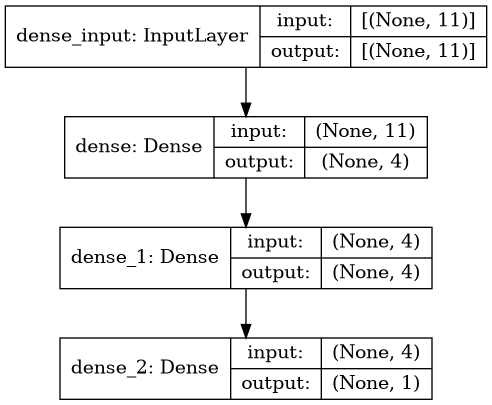 dense_input: InputLayer
input: [(None, 11)]
output: [(None, 11)]
dense: Dense
input: (None, 11)
output: (None, 4)
dense_1: Dense
input: (None, 4)
output: (None, 4)
dense_2: Dense
input: (None, 4)
output: (None, 1)